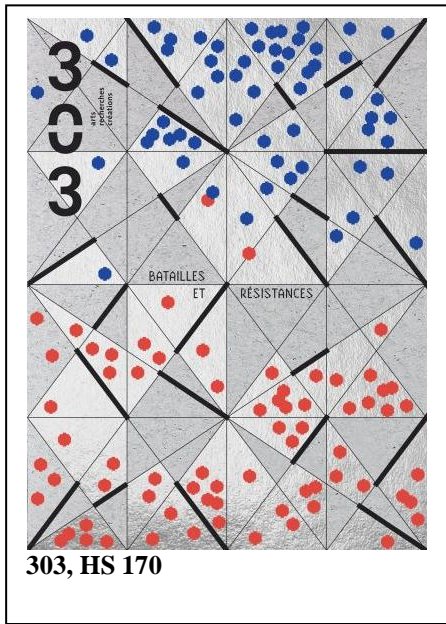 303
arts
recherches
créations
BATAILLES
ET RÉSISTANCES
303, HS 170